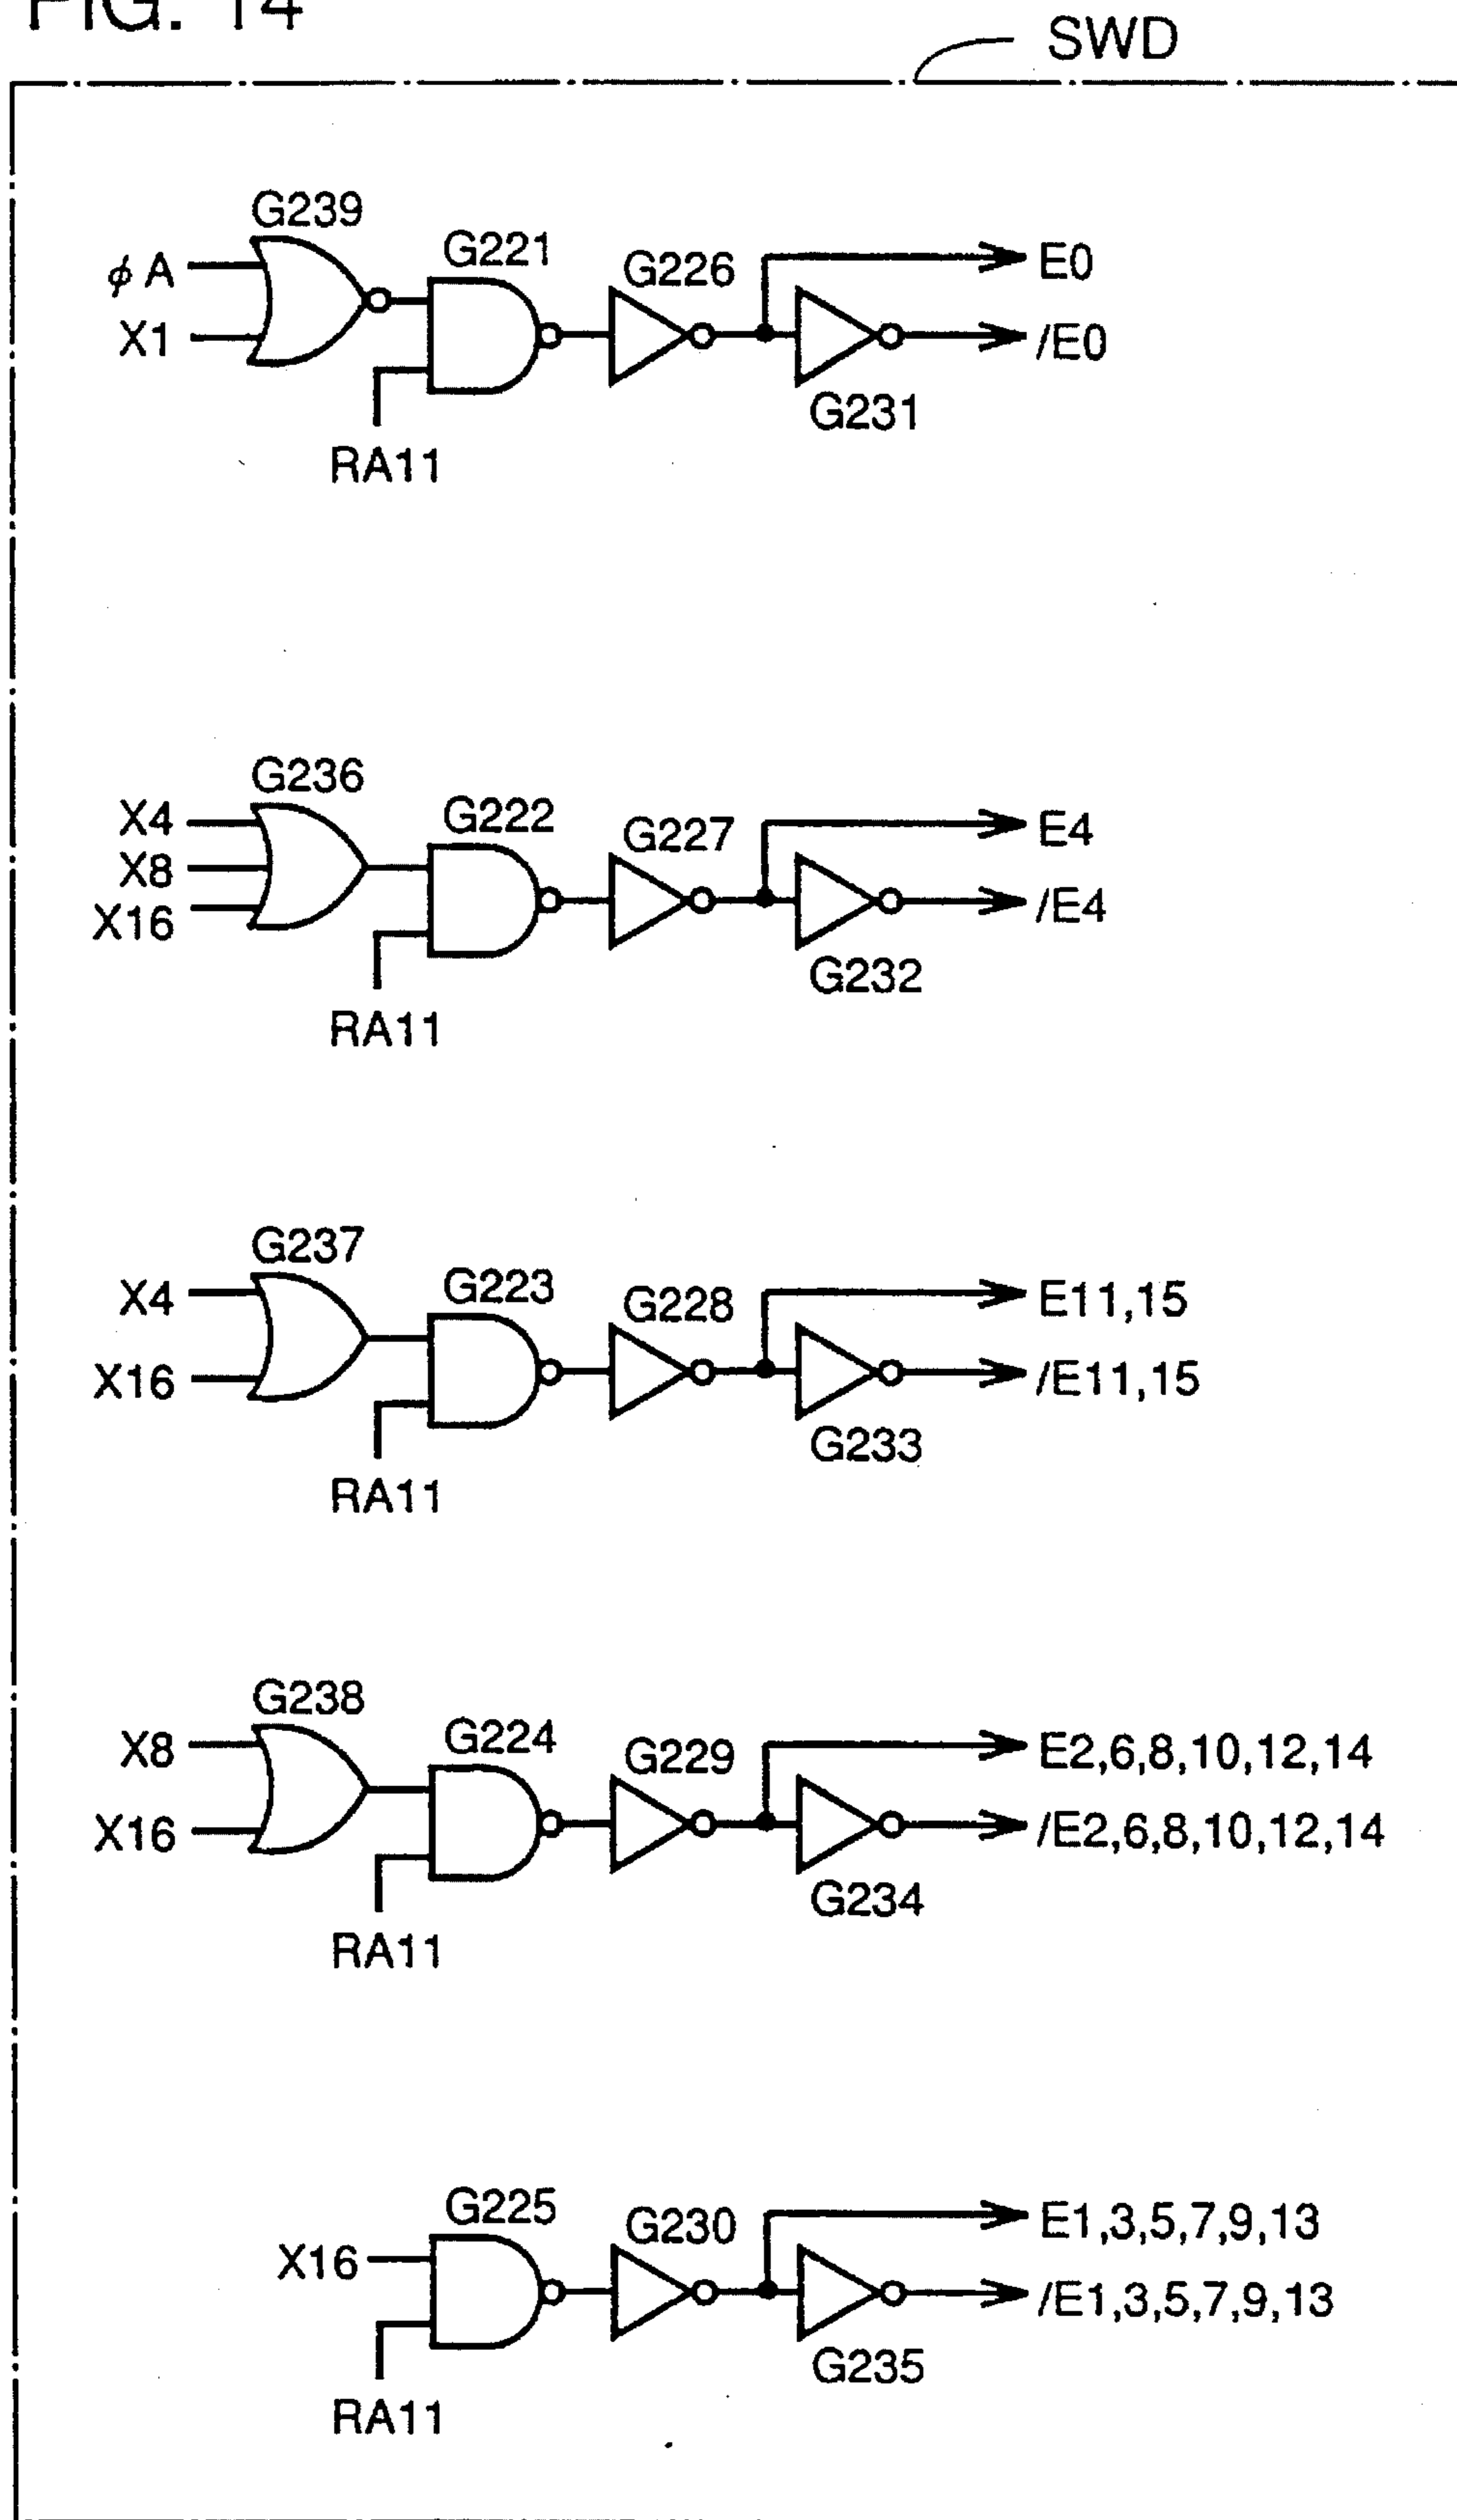 FIG. 14
SWD
G239
G221
G226
E0
φA
X1
/E0
G231
RA11
G236
X4
G222
G227
E4
X8
X16
/E4
G232
RA11
G237
X4
G223
G228
E11,15
X16
/E11,15
G233
RA11
G238
X8
G224
G229
E2,6,8,10,12,14
X16
/E2,6,8,10,12,14
G234
RA11
G225
G230
E1,3,5,7,9,13
X16
/E1,3,5,7,9,13
G235
RA11